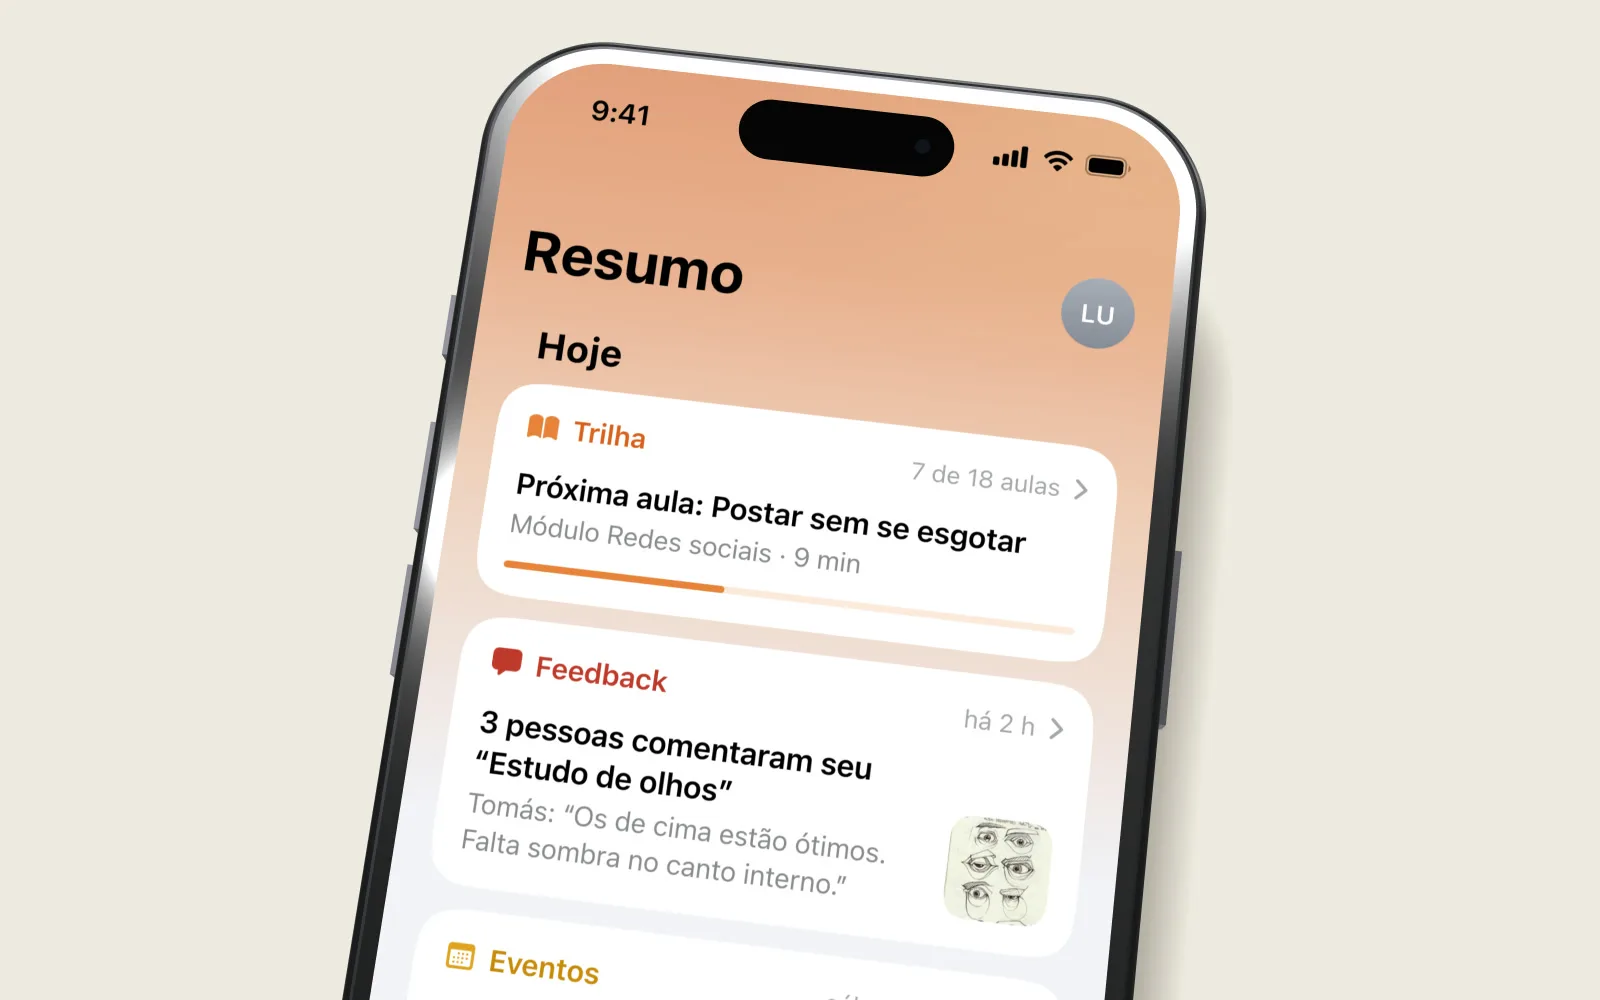 9:41
Resumo
LU
Hoje
Trilha
7 de 18 aulas
Próxima aula: Postar sem se esgotar
Módulo Redes sociais · 9 min
Feedback
há 2 h
3 pessoas comentaram seu
“Estudo de olhos”
Tomás: “Os de cima estão ótimos.
Falta sombra no canto interno.”
Eventos